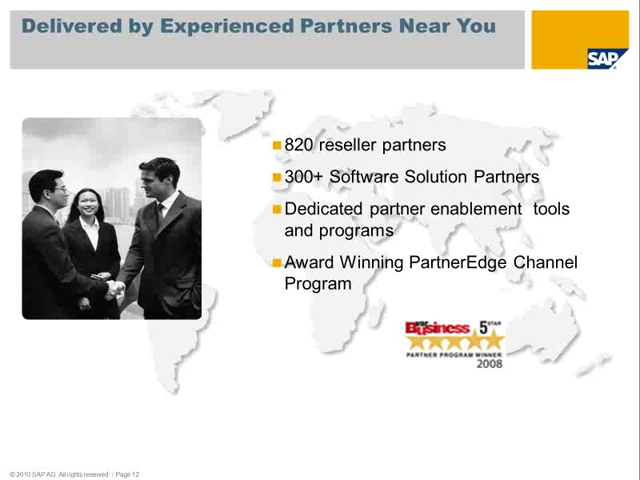 Delivered by Experienced Partners Near You
SAP
820 reseller partners
300+ Software Solution Partners
Dedicated partner enablement tools
and programs
Award Winning PartnerEdge Channel
Program
var
Business 5 STAR
PARTNER PROGRAM WINNER
2008
© 2010 SAP AG. All rights reserved. / Page 12